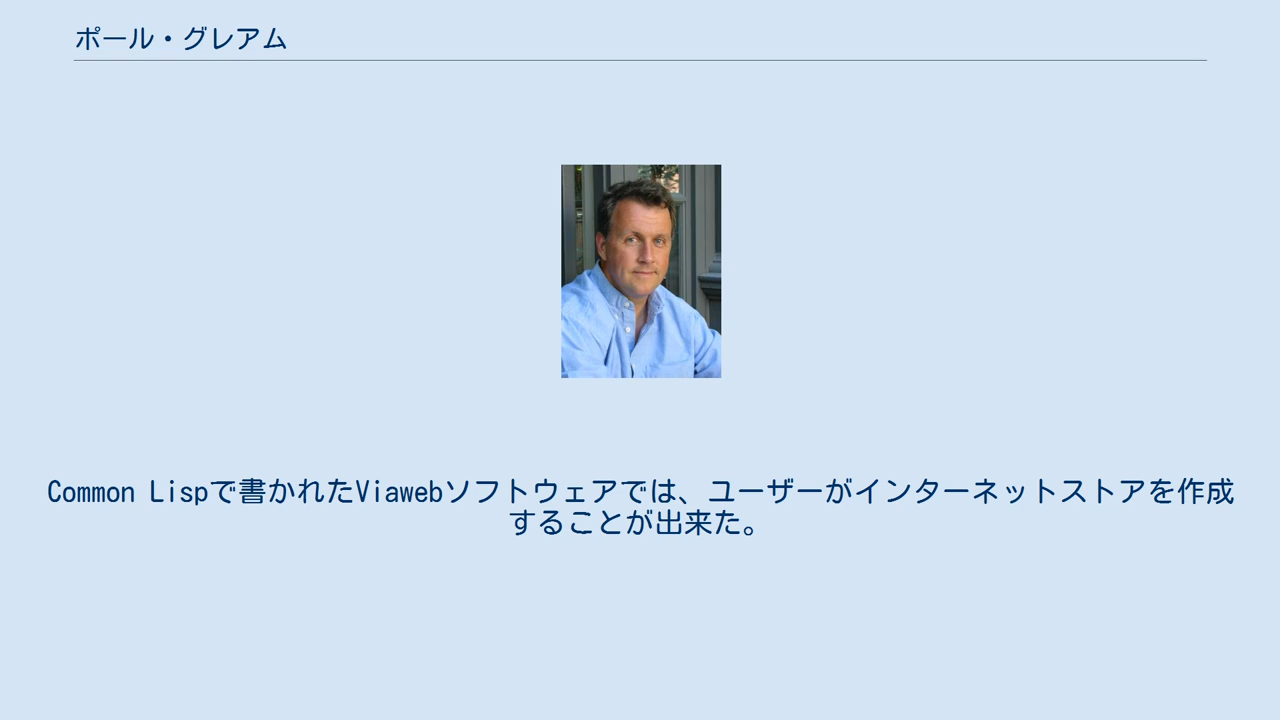 ポール・グレアム
Common Lispで書かれたViawebソフトウェアでは、ユーザーがインターネットストアを作成
することが出来た。